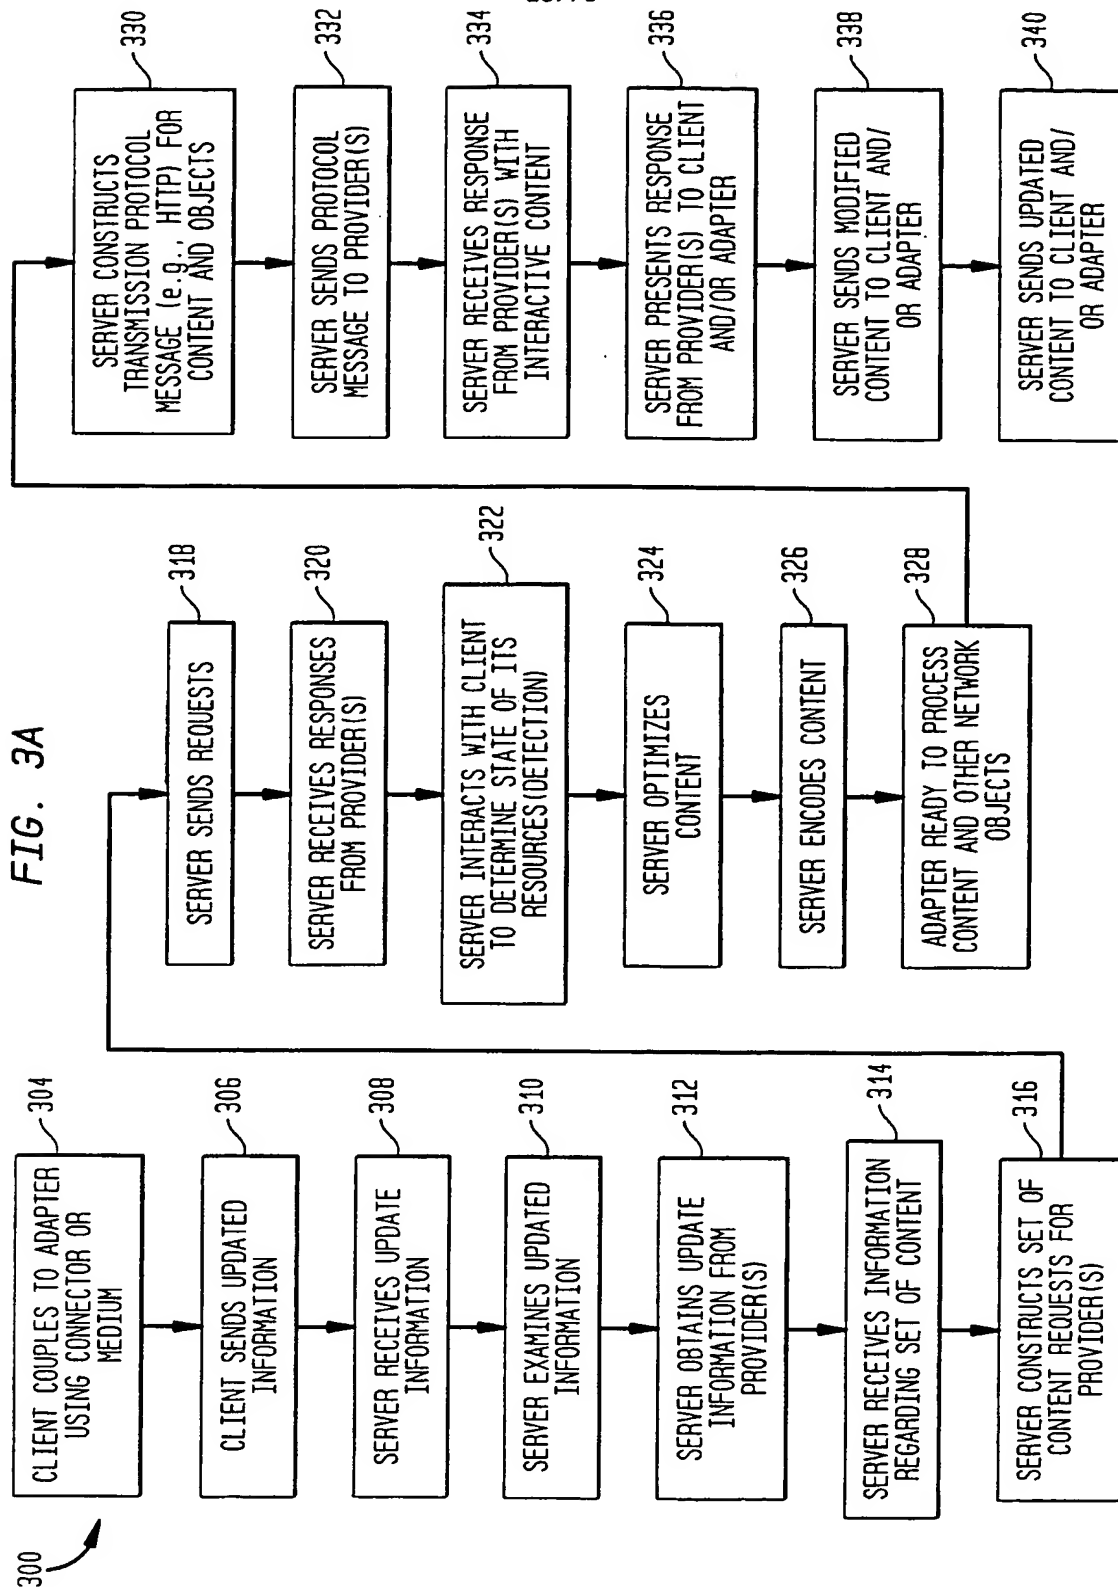 FIG. 3A
300
CLIENT COUPLES TO ADAPTER
USING CONNECTOR OR
MEDIUM
304
CLIENT SENDS UPDATED
INFORMATION
306
SERVER RECEIVES UPDATE
INFORMATION
308
SERVER EXAMINES UPDATED
INFORMATION
310
SERVER OBTAINS UPDATE
INFORMATION FROM
PROVIDER(S)
312
SERVER RECEIVES INFORMATION
REGARDING SET OF CONTENT
314
SERVER CONSTRUCTS SET OF
CONTENT REQUESTS FOR
PROVIDER(S)
316
SERVER SENDS REQUESTS
318
SERVER RECEIVES RESPONSES
FROM PROVIDER(S)
320
SERVER INTERACTS WITH CLIENT
TO DETERMINE STATE OF ITS
RESOURCES(DETECTION)
322
SERVER OPTIMIZES
CONTENT
324
SERVER ENCODES CONTENT
326
ADAPTER READY TO PROCESS
CONTENT AND OTHER NETWORK
OBJECTS
328
SERVER CONSTRUCTS
TRANSMISSION PROTOCOL
MESSAGE (e.g., HTTP) FOR
CONTENT AND OBJECTS
330
SERVER SENDS PROTOCOL
MESSAGE TO PROVIDER(S)
332
SERVER RECEIVES RESPONSE
FROM PROVIDER(S) WITH
INTERACTIVE CONTENT
334
SERVER PRESENTS RESPONSE
FROM PROVIDER(S) TO CLIENT
AND/OR ADAPTER
336
SERVER SENDS MODIFIED
CONTENT TO CLIENT AND/
OR ADAPTER
338
SERVER SENDS UPDATED
CONTENT TO CLIENT AND/
OR ADAPTER
340